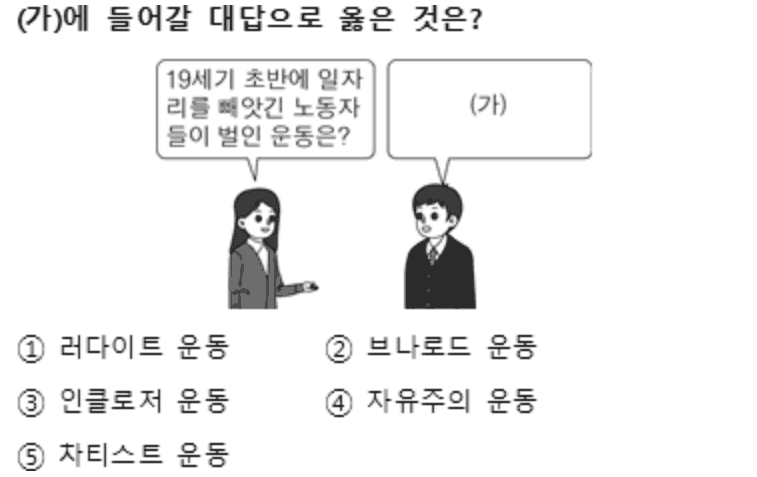 (가)에 들어갈 대답으로 옳은 것은?
19세기 초반에 일자
리를 빼앗긴 노동자
들이 벌인 운동은?
(가)
① 러다이트 운동 ② 브나로드 운동
③ 인클로저 운동 ④ 자유주의 운동
⑤ 차티스트 운동